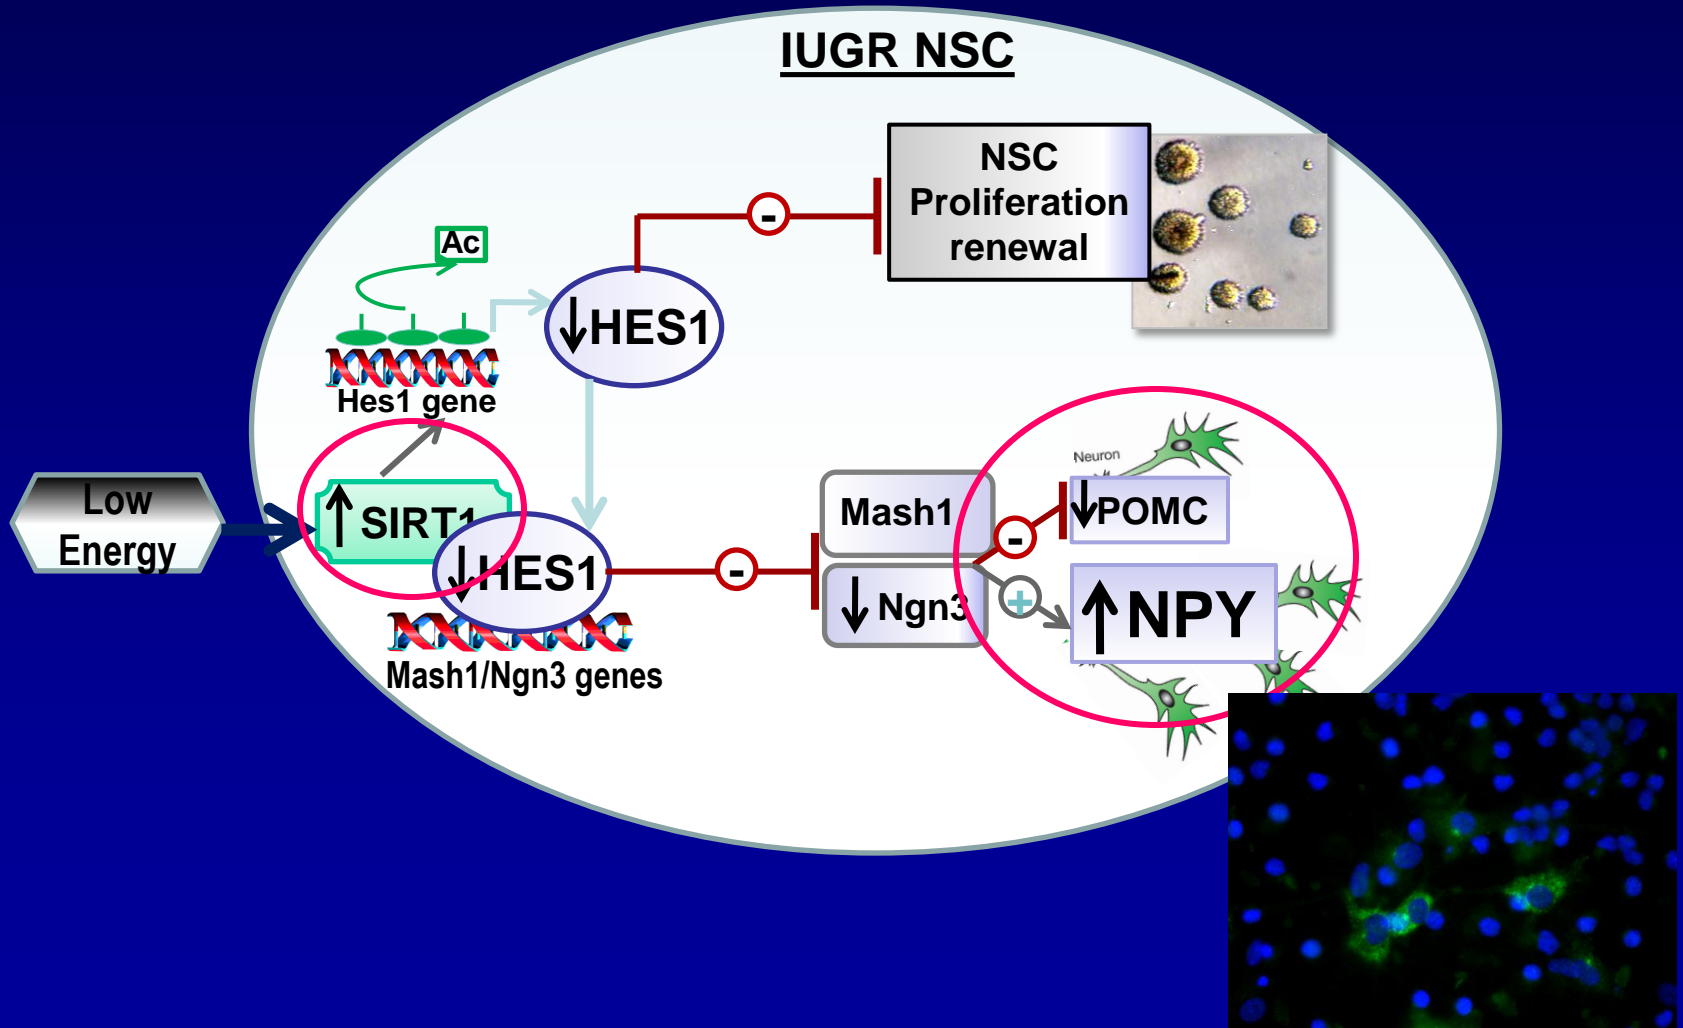 IUGR NSC
NSC
Proliferation
renewal
-
Ac
↓HES1
Hes1 gene
Low
Energy
↑ SIRT1
↓HES1
-
Mash1/Ngn3 genes
Mash1
↓ Ngn3
-
+
Neuron
↓POMC
↑NPY